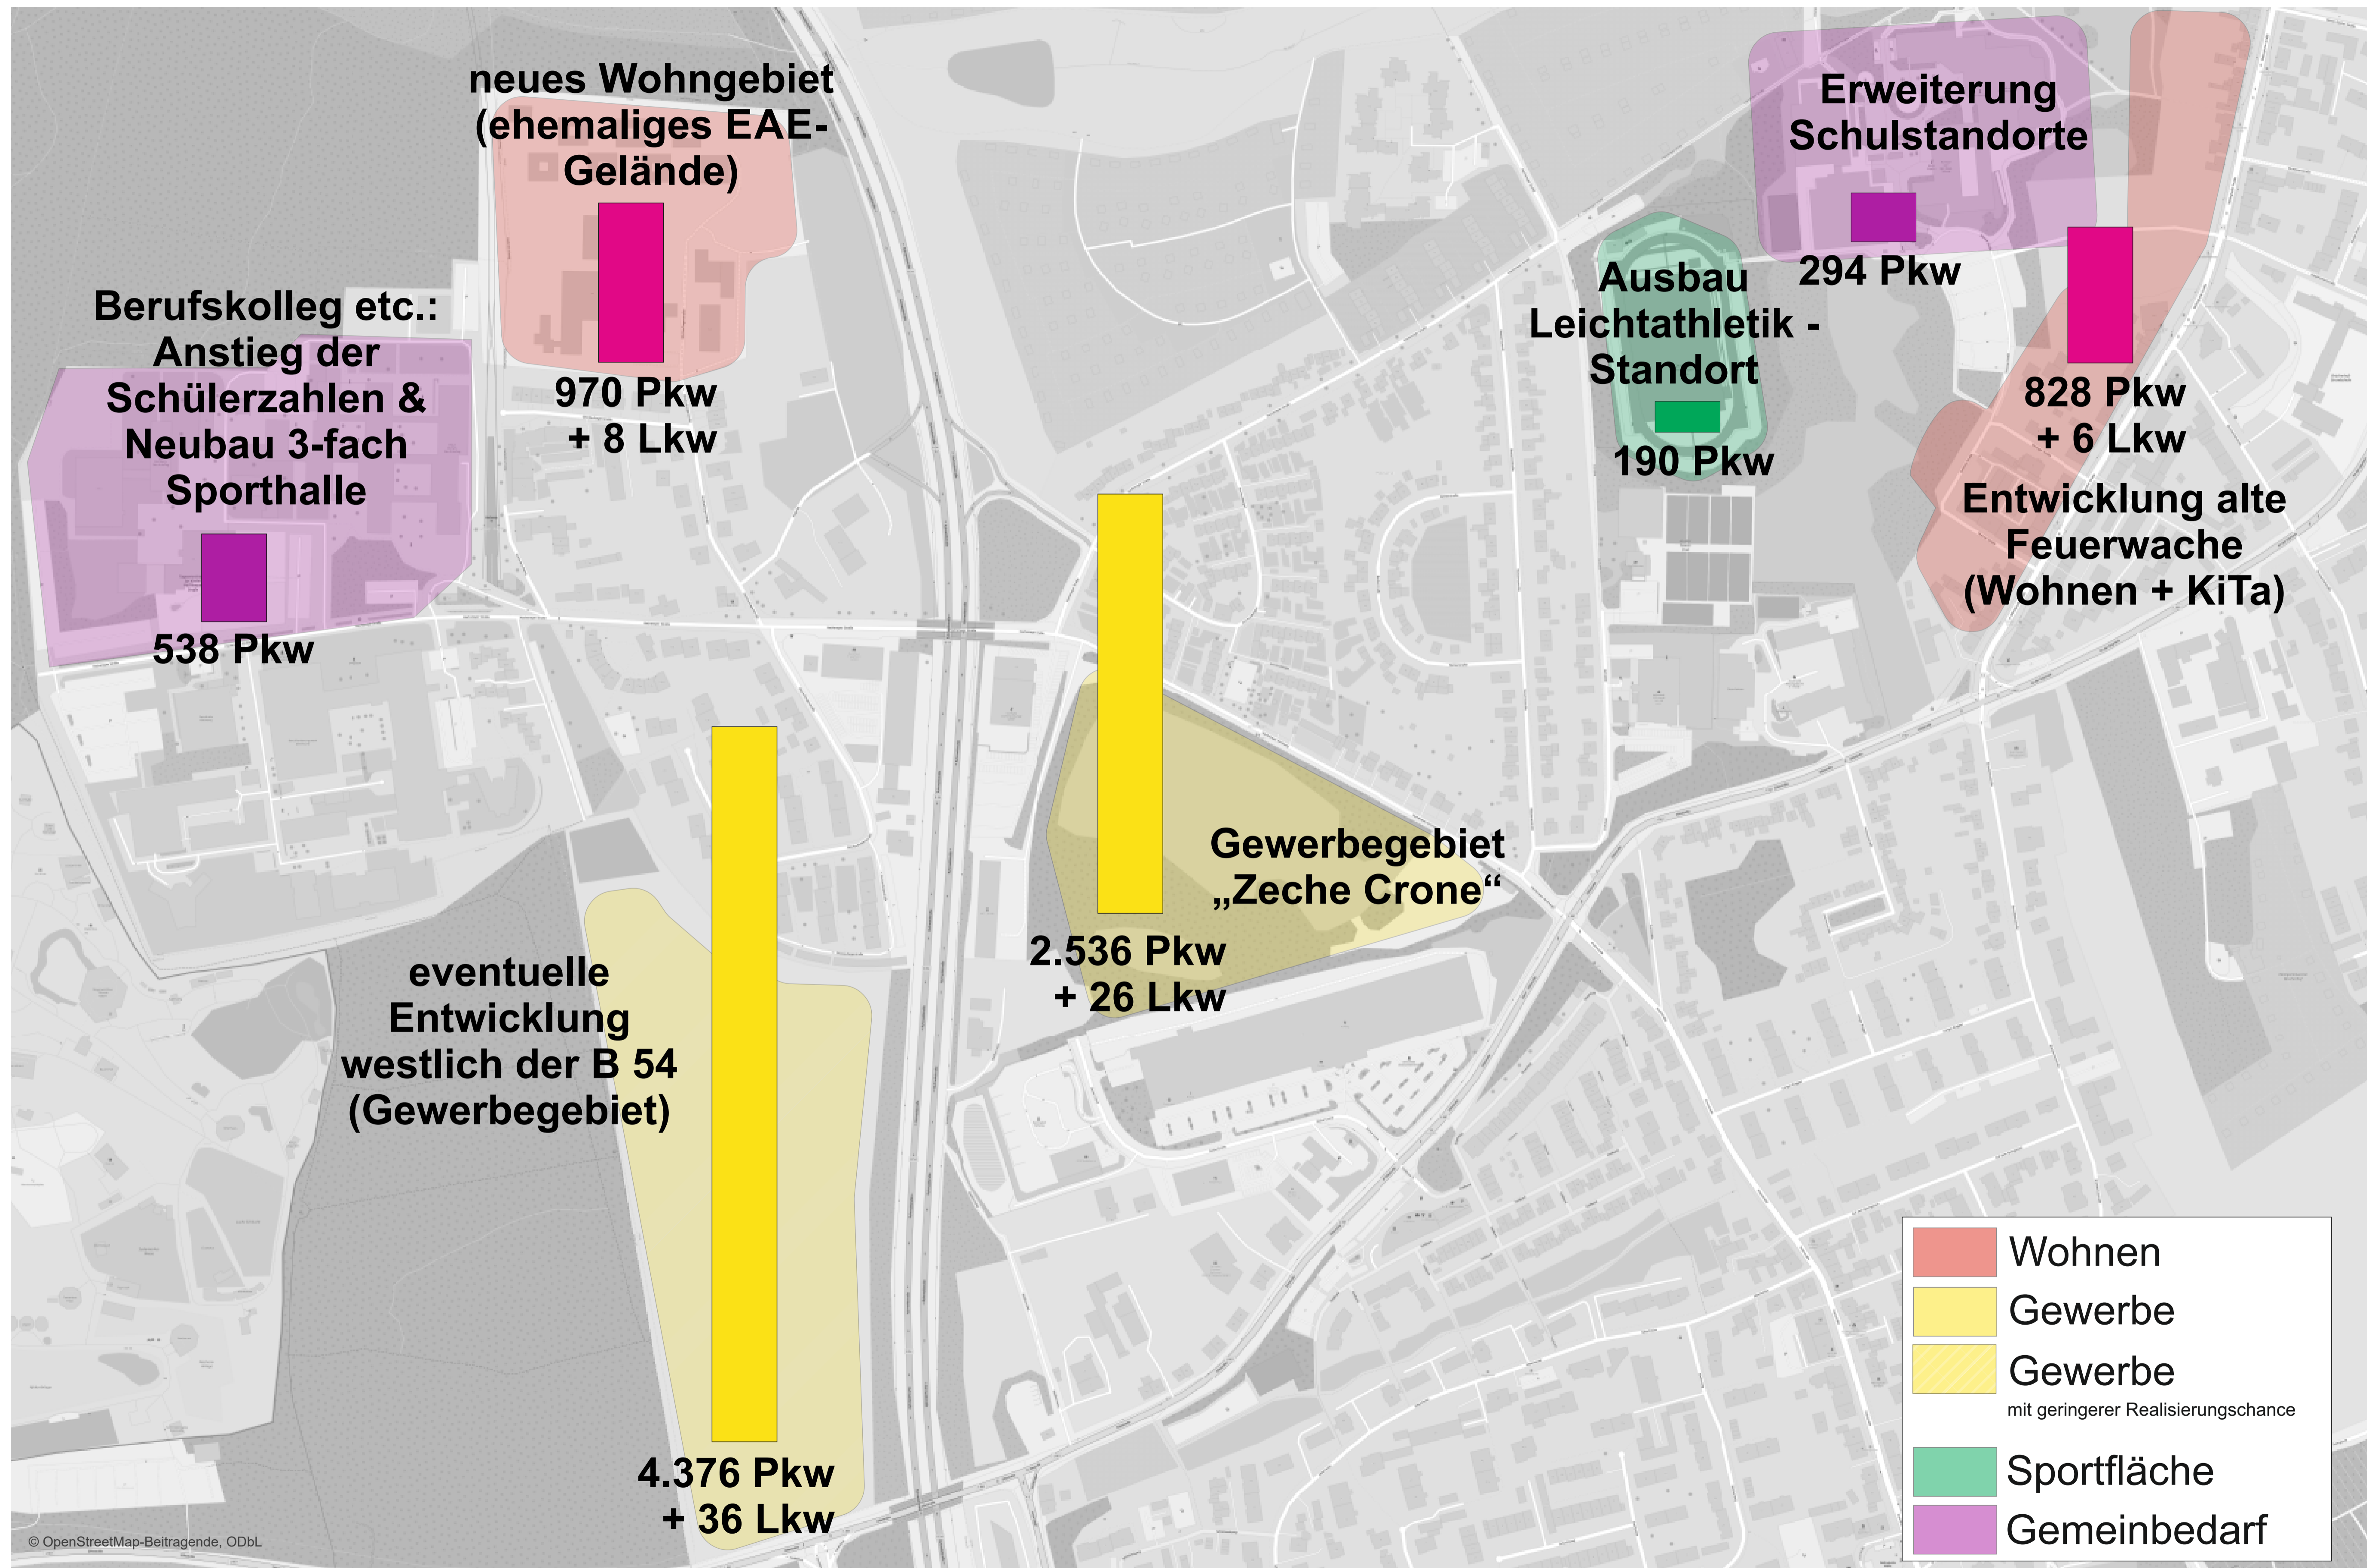 neues Wohngebiet
(ehemaliges EAE-
Gelände)
970 Pkw
+ 8 Lkw
Berufskolleg etc.:
Anstieg der
Schülerzahlen &
Neubau 3-fach
Sporthalle
538 Pkw
Erweiterung
Schulstandorte
294 Pkw
Ausbau
Leichtathletik -
Standort
190 Pkw
828 Pkw
+ 6 Lkw
Entwicklung alte
Feuerwache
(Wohnen + KiTa)
Gewerbegebiet
„Zeche Crone“
2.536 Pkw
+ 26 Lkw
eventuelle
Entwicklung
westlich der B 54
(Gewerbegebiet)
4.376 Pkw
+ 36 Lkw
Wohnen
Gewerbe
Gewerbe
mit geringerer Realisierungschance
Sportfläche
Gemeinbedarf
© OpenStreetMap-Beitragende, ODbL